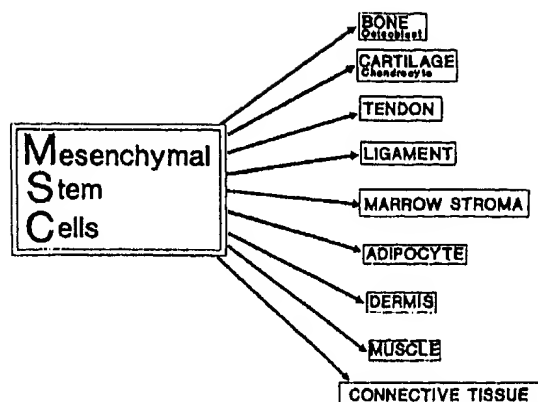 Mesenchymal
Stem
Cells
BONE
Osteoblast
CARTILAGE
Chondrocyte
TENDON
LIGAMENT
MARROW STROMA
ADIPOCYTE
DERMIS
MUSCLE
CONNECTIVE TISSUE